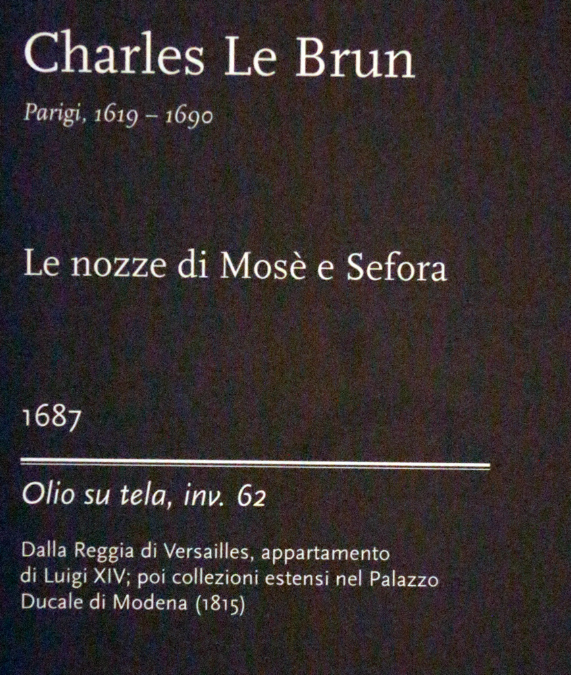 Charles Le Brun
Parigi, 1619 – 1690
Le nozze di Mosè e Sefora
1687
Olio su tela, inv. 62
Dalla Reggia di Versailles, appartamento
di Luigi XIV; poi collezioni estensi nel Palazzo
Ducale di Modena (1815)